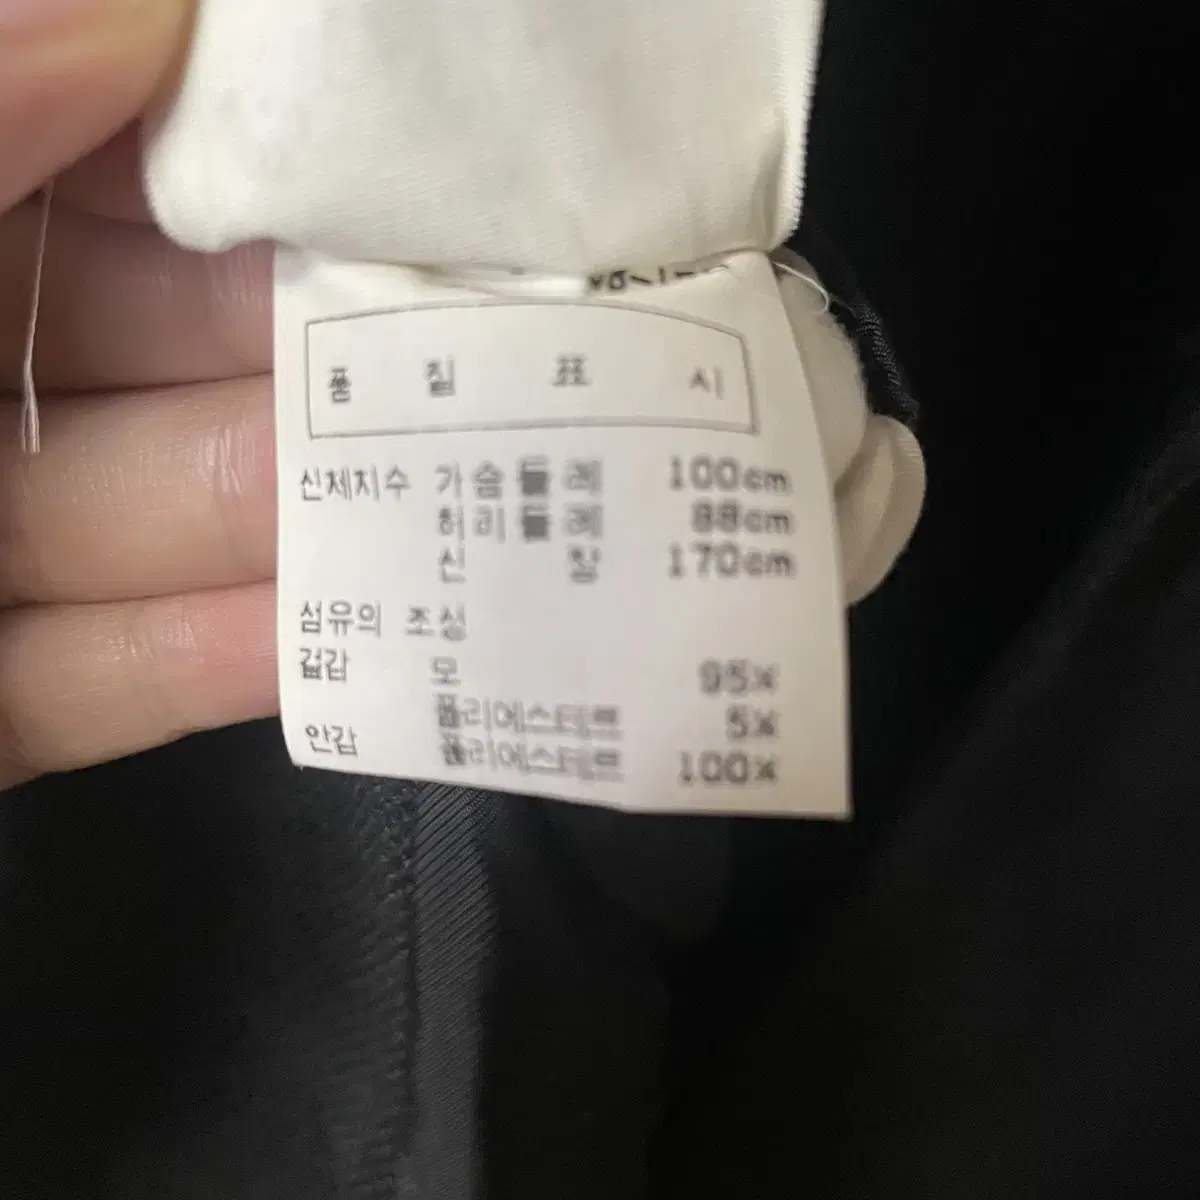 품 질 표 시
신체치수 가슴둘레 100cm
허리둘레 88cm
신 장 170cm
섬유의 조성
겉감 모 95%
폴리에스테르 5%
안감 폴리에스테르 100%